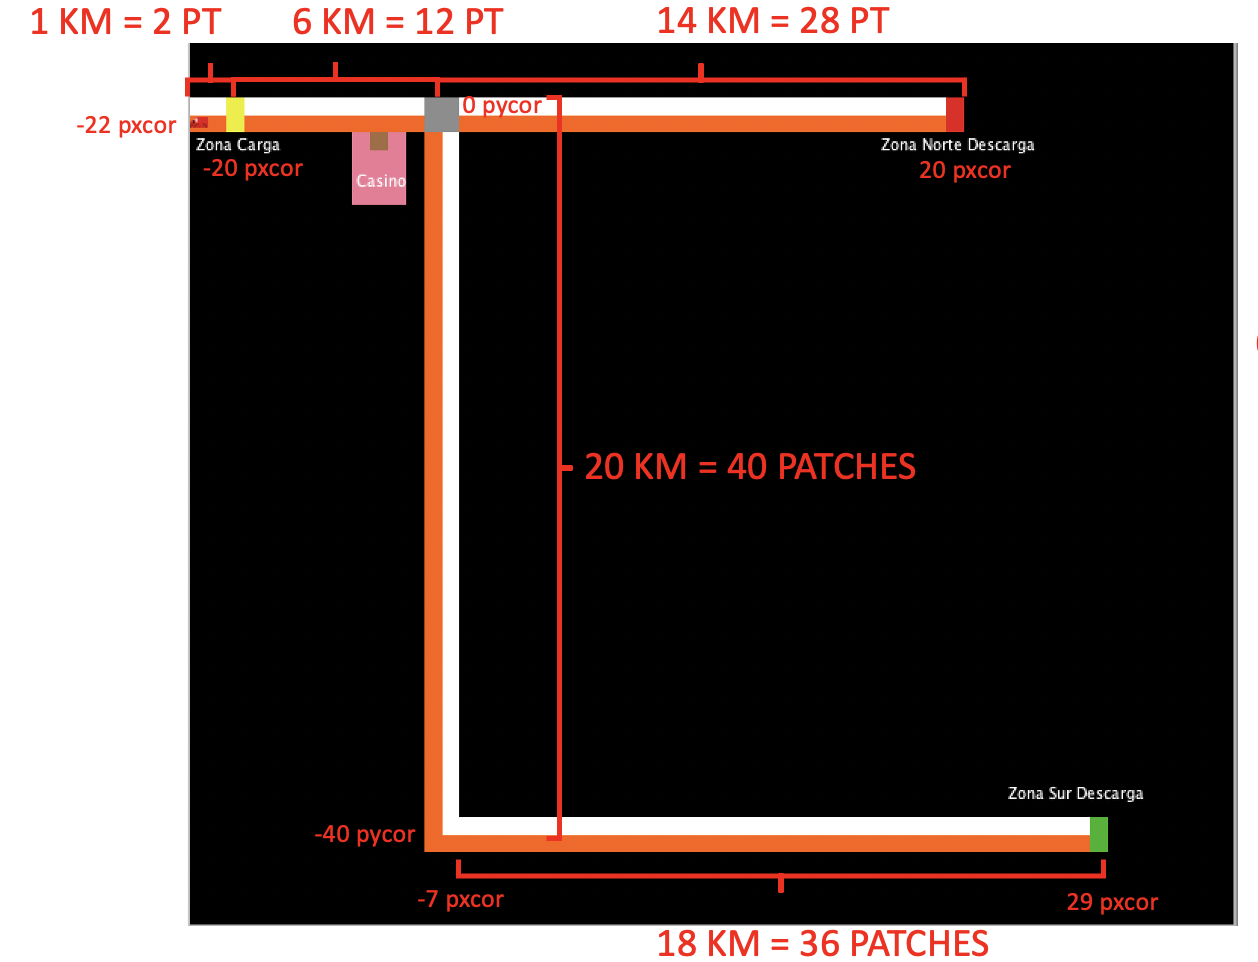 1 KM = 2 PT
6 KM = 12 PT
14 KM = 28 PT
0 pycor
-22 pxcor
Zona Carga
Zona Norte Descarga
-20 pxcor
20 pxcor
Casino
20 KM = 40 PATCHES
Zona Sur Descarga
-40 pycor
-7 pxcor
29 pxcor
18 KM = 36 PATCHES